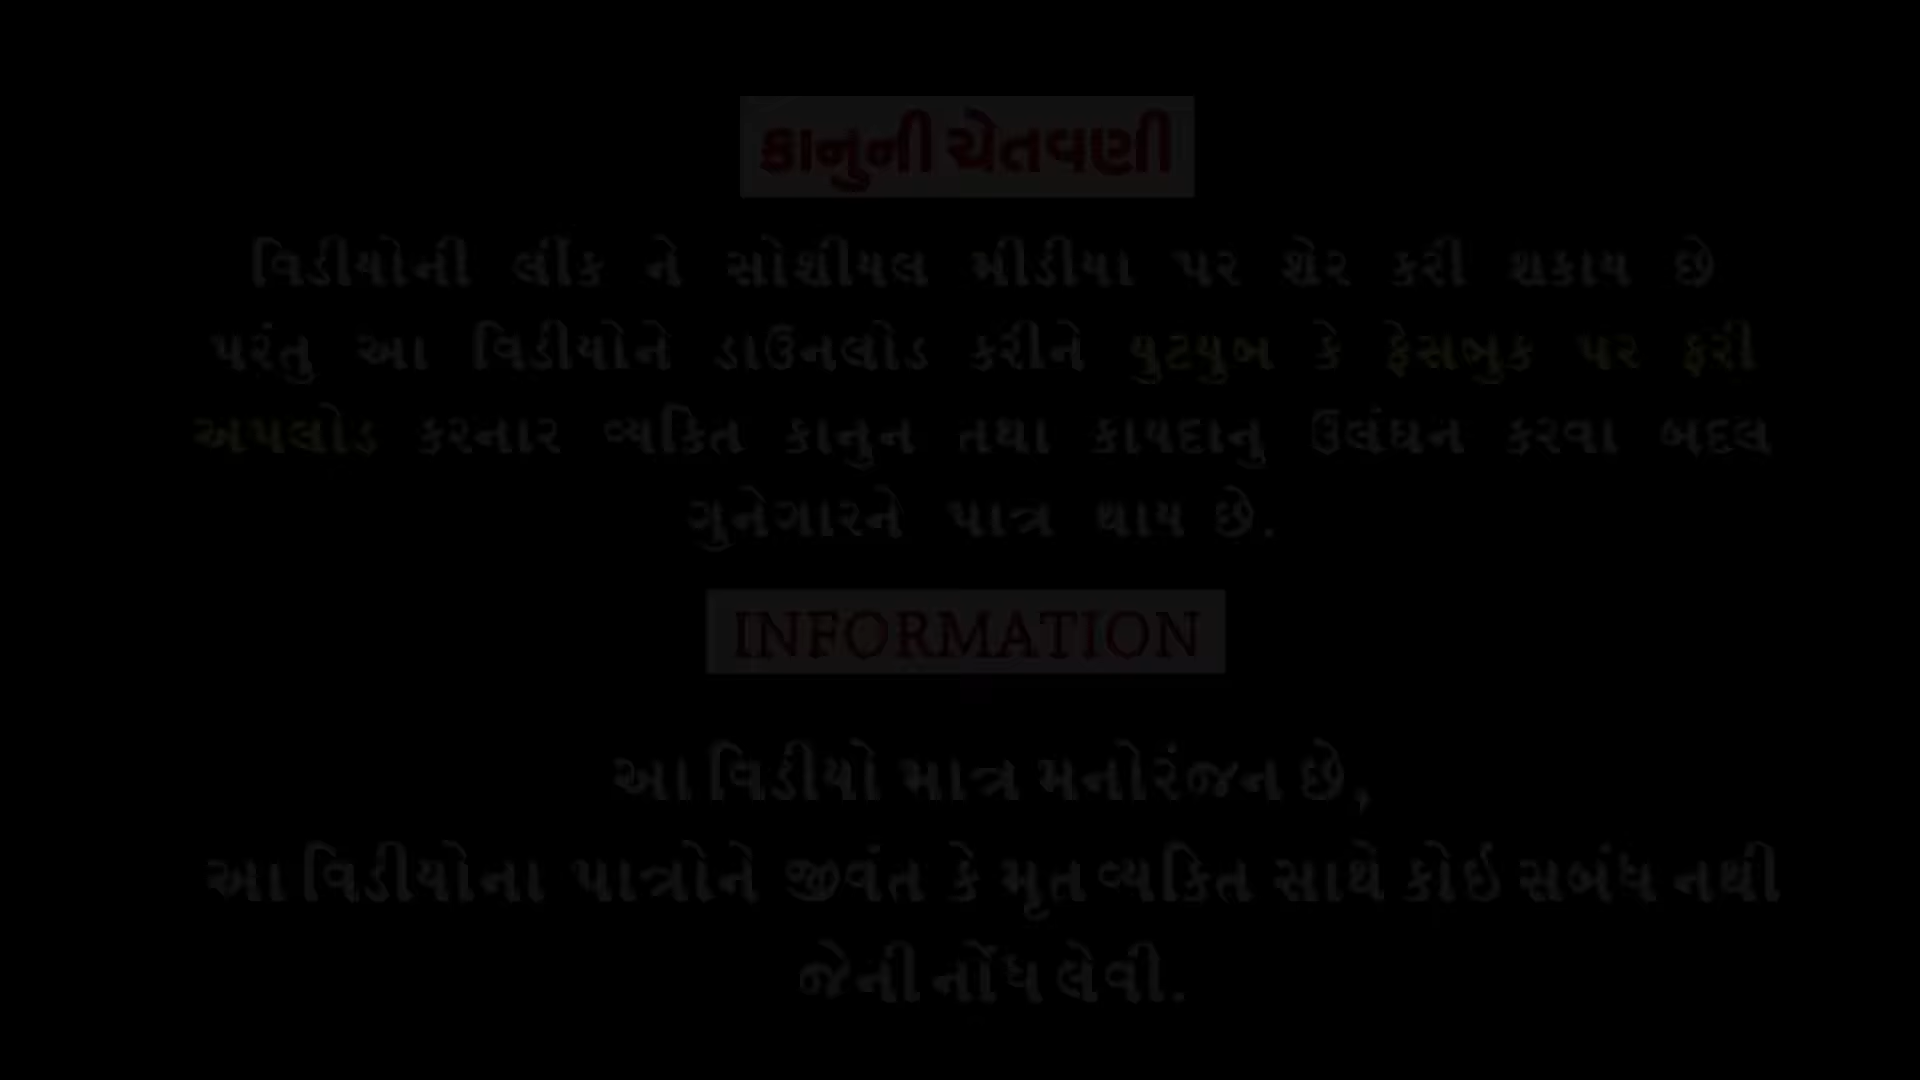 કાનુની ચેતવણી
વિડીયોની લીંક ને સોશીયલ મીડીયા પર શેર કરી શકાય છે
પરંતુ આ વિડીયોને ડાઉનલોડ કરીને યુટયુબ કે ફેસબુક પર ફરી
અપલોડ કરનાર વ્યકિત કાનુન તથા કાયદાનુ ઉલંઘન કરવા બદલ
ગુનેગારને પાત્ર થાય છે.
INFORMATION
આ વિડીયો માત્ર મનોરંજન છે,
આ વિડીયોના પાત્રોને જીવંત કે મૃત વ્યકિત સાથે કોઇ સબંધ નથી
જેની નોંધ લેવી.